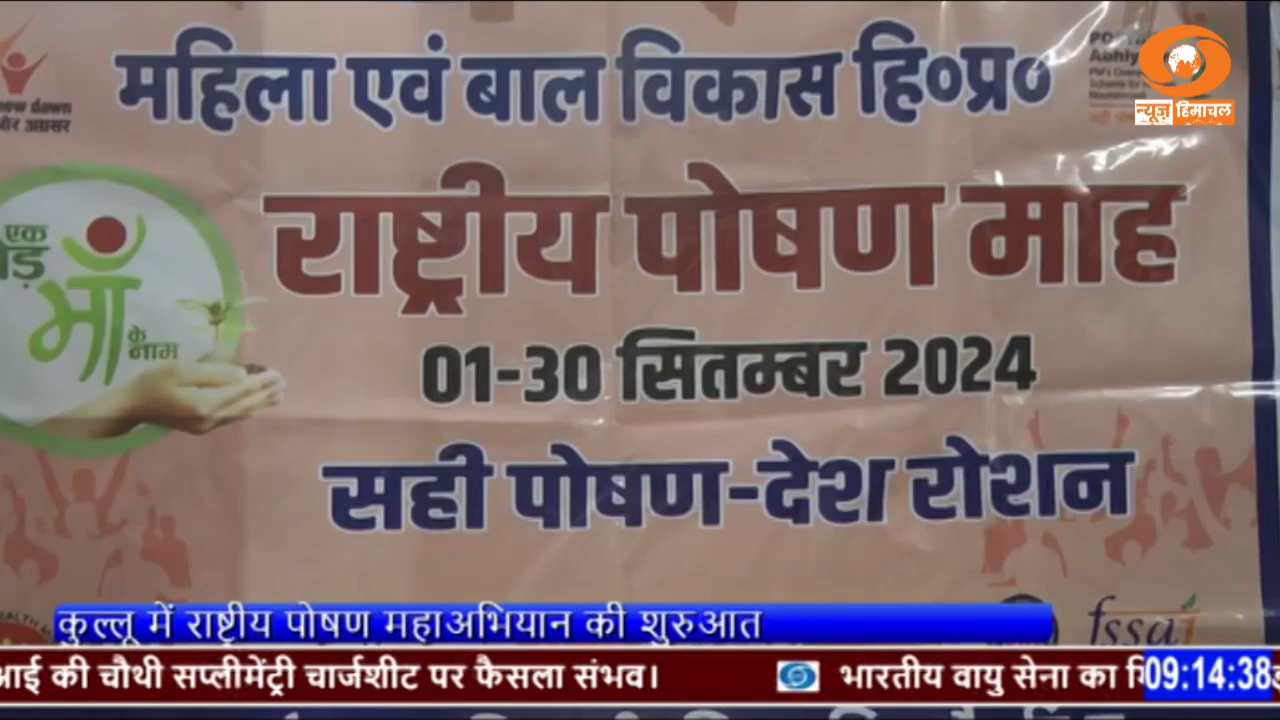 महिला एवं बाल विकास हि०प्र०
न्यूज़ हिमाचल
राष्ट्रीय पोषण माह
एक
माँ
के
नाम
01-30 सितम्बर 2024
सही पोषण-देश रोशन
कुल्लू में राष्ट्रीय पोषण महाअभियान की शुरुआत
fssai
आई की चौथी सप्लीमेंट्री चार्जशीट पर फैसला संभव।
भारतीय वायु सेना का
09:14:38